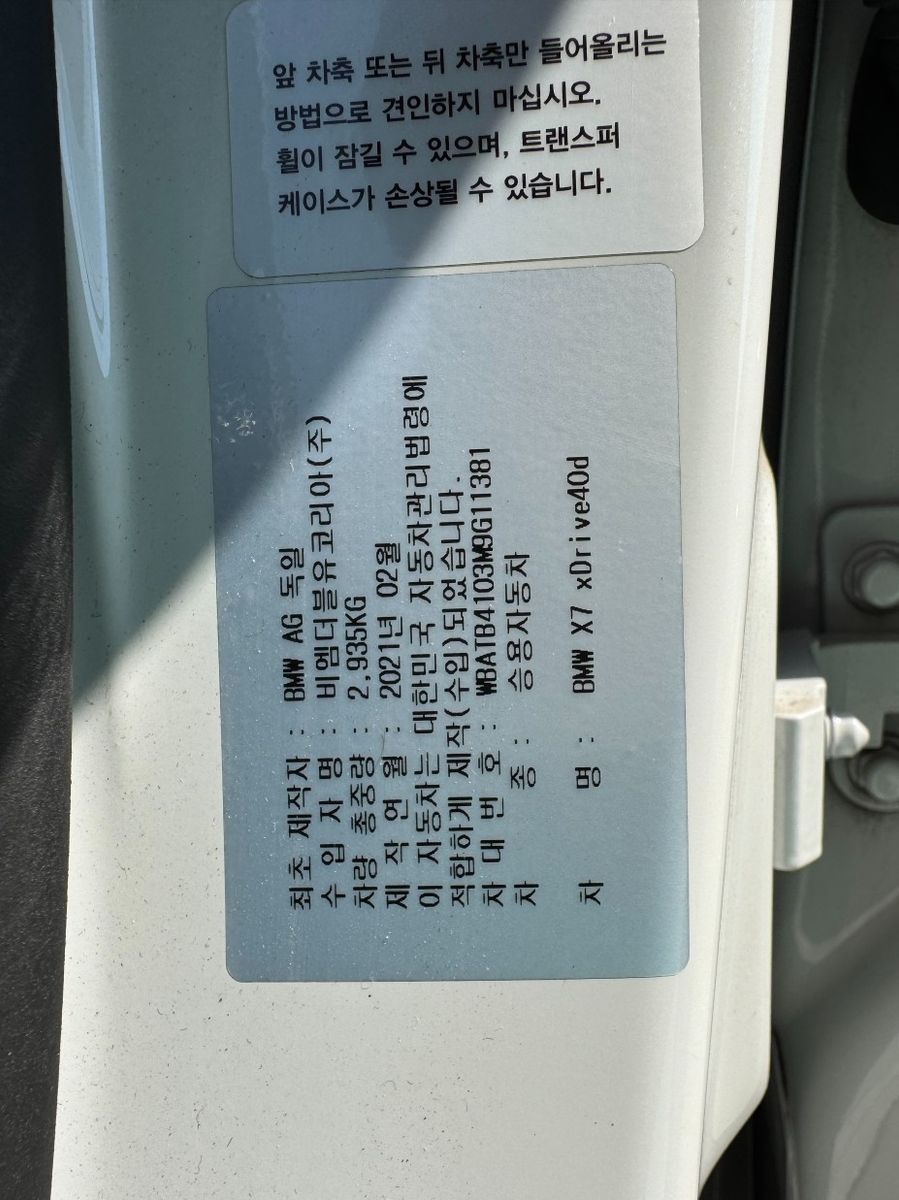 앞 차축 또는 뒤 차축만 들어올리는
방법으로 견인하지 마십시오.
휠이 잠길 수 있으며, 트랜스퍼
케이스가 손상될 수 있습니다.
최초 제작자 : BMW AG 독일
수 입 자 명 : 비엠더블유코리아(주)
차량 총중량 : 2,935KG
제 작 연 월 : 2021년 02월
이 자동차는 대한민국 자동차관리법령에
적합하게 제작(수입)되었습니다.
차 대 번 호 : WBATB4103M9G11381
차 종 : 승용자동차
차 명 : BMW X7 xDrive40d